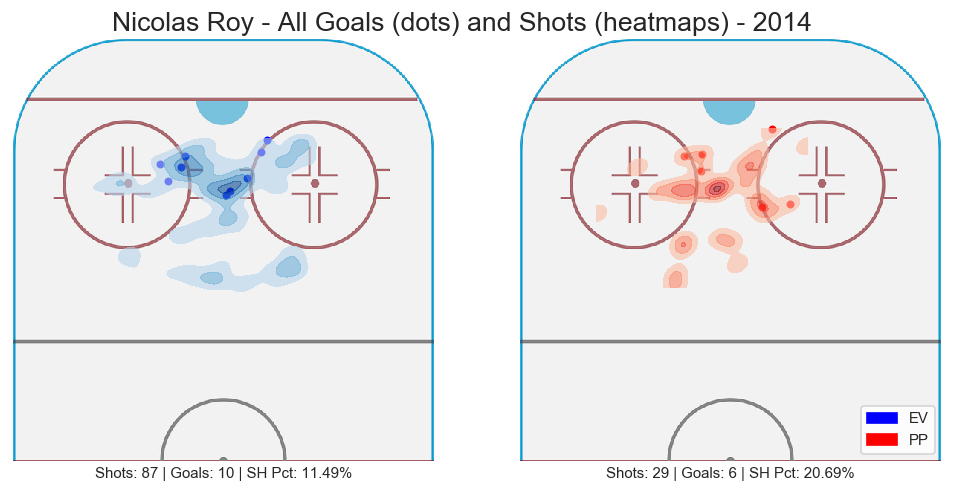 Nicolas Roy - All Goals (dots) and Shots (heatmaps) - 2014
EV
PP
Shots: 87 | Goals: 10 | SH Pct: 11.49%
Shots: 29 | Goals: 6 | SH Pct: 20.69%